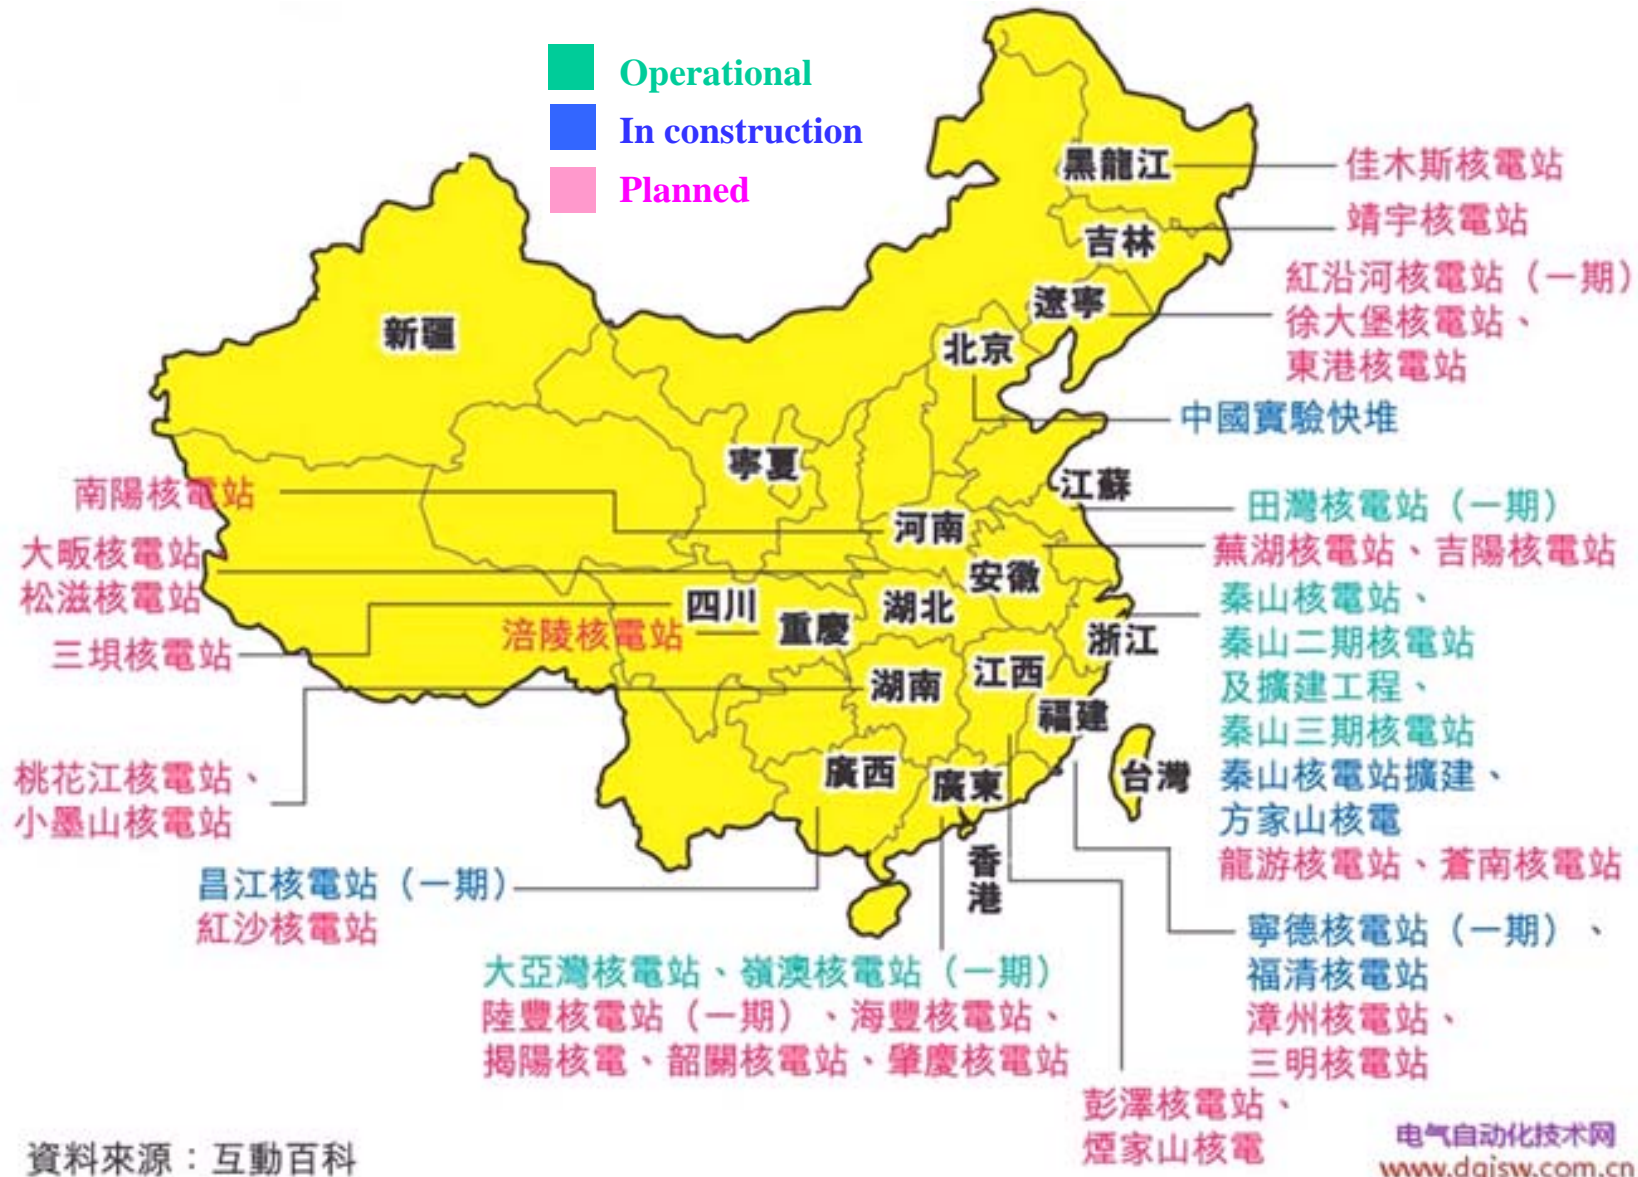 Operational
In construction
Planned
黑龍江
佳木斯核電站
吉林
靖宇核電站
遼寧
紅沿河核電站（一期）
徐大堡核電站、
東港核電站
新疆
北京
中國實驗快堆
寧夏
江蘇
田灣核電站（一期）
南陽核電站
河南
安徽
蕪湖核電站、吉陽核電站
大畈核電站
松滋核電站
四川
重慶
湖北
浙江
秦山核電站、
秦山二期核電站
及擴建工程、
秦山三期核電站
秦山核電站擴建、
方家山核電
龍游核電站、蒼南核電站
三垻核電站
涪陵核電站
湖南
江西
福建
桃花江核電站、
小墨山核電站
廣西
廣東
台灣
香港
昌江核電站（一期）
紅沙核電站
寧德核電站（一期）、
福清核電站
漳州核電站、
三明核電站
大亞灣核電站、嶺澳核電站（一期）
陸豐核電站（一期）、海豐核電站、
揭陽核電、韶關核電站、肇慶核電站
彭澤核電站、
煙家山核電
資料來源：互動百科
电气自动化技术网
www.dqjsw.com.cn